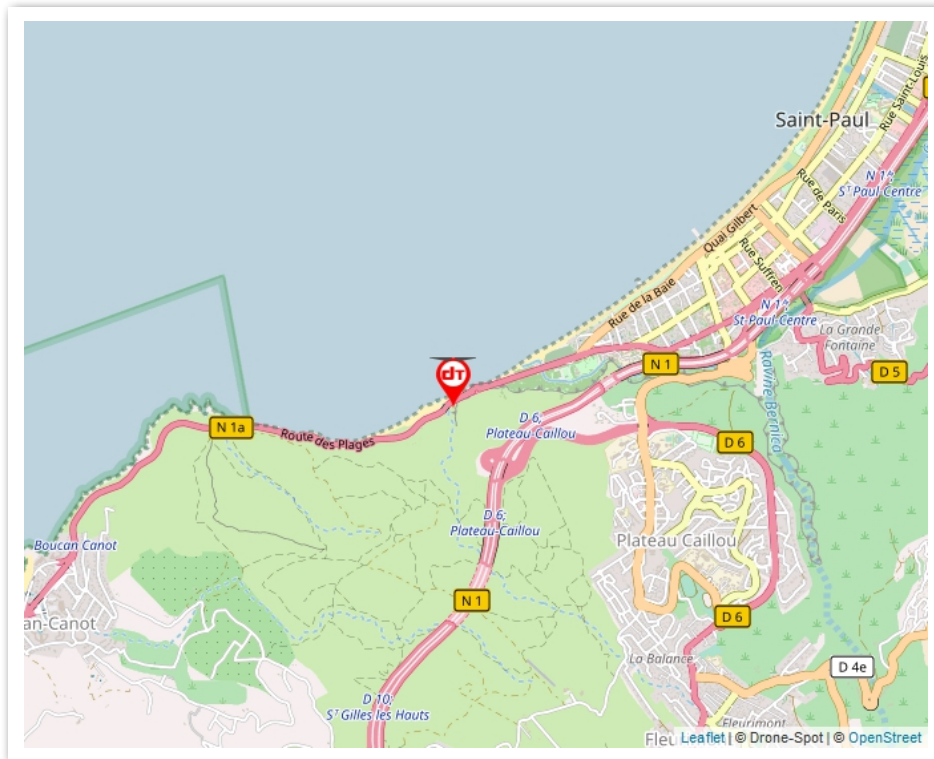 Saint-Paul
Rue Saint-Louis
N 1ᴬ;
Sᵀ Paul-Centre
Rue de Paris
Quai Gilbert
Rue Suffren
Rue de la Baie
N 1ᴬ;
St-Paul-Centre
La Grande
Fontaine
N 1
D 5
dT
Ravine Bernica
D 6;
Plateau-Caillou
N 1a
Route des Plages
D 6
D 6;
Plateau-Caillou
Plateau Caillou
Boucan Canot
N 1
an-Canot
D 6
La Balance
D 4e
D 10;
Sᵀ Gilles les Hauts
Fleurimont
Fleu
Leaflet | © Drone-Spot | © OpenStreet